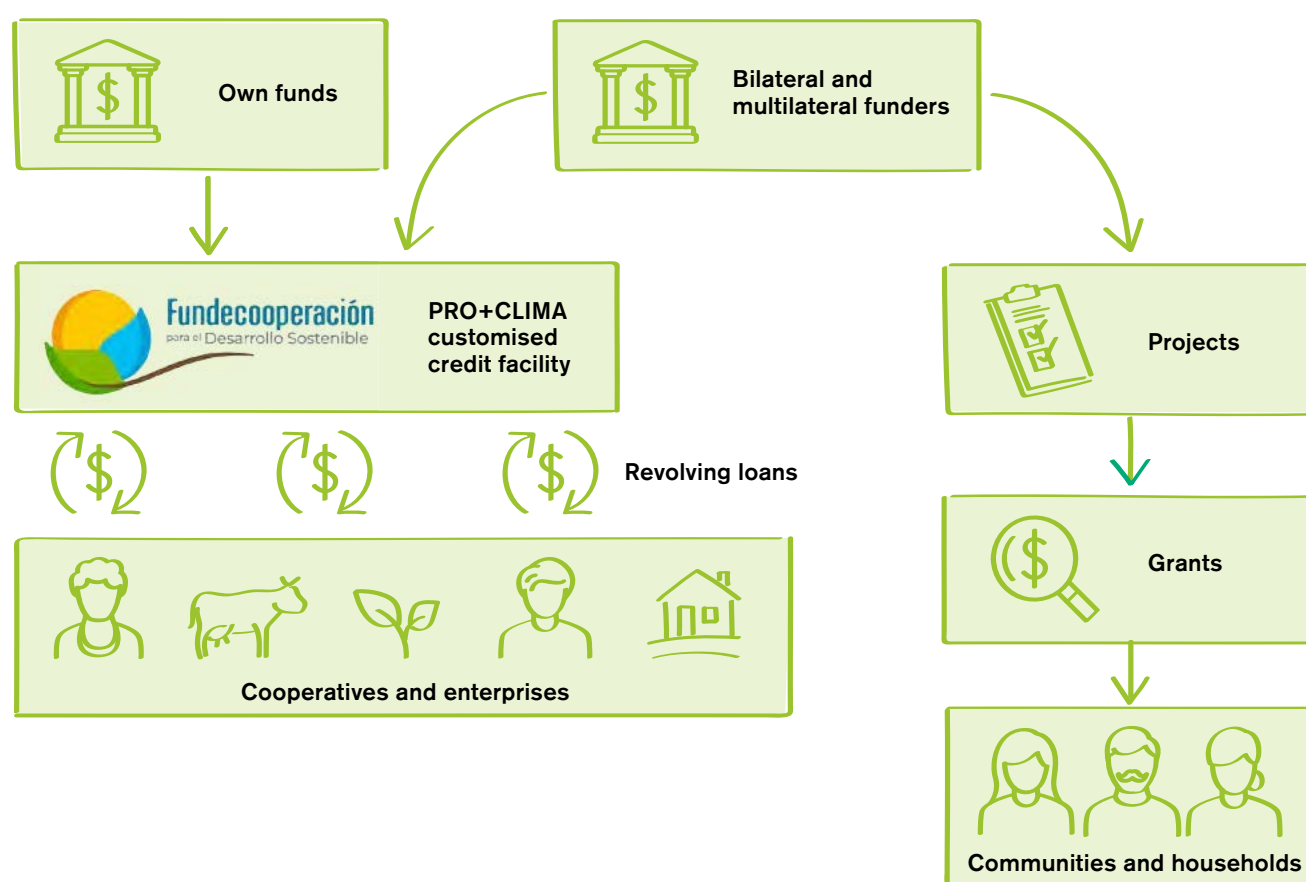 Own funds
Bilateral and
multilateral funders
Fundecooperación
para el Desarrollo Sostenible
PRO+CLIMA
customised
credit facility
Projects
$ $ $
Revolving loans
Grants
Cooperatives and enterprises
Communities and households